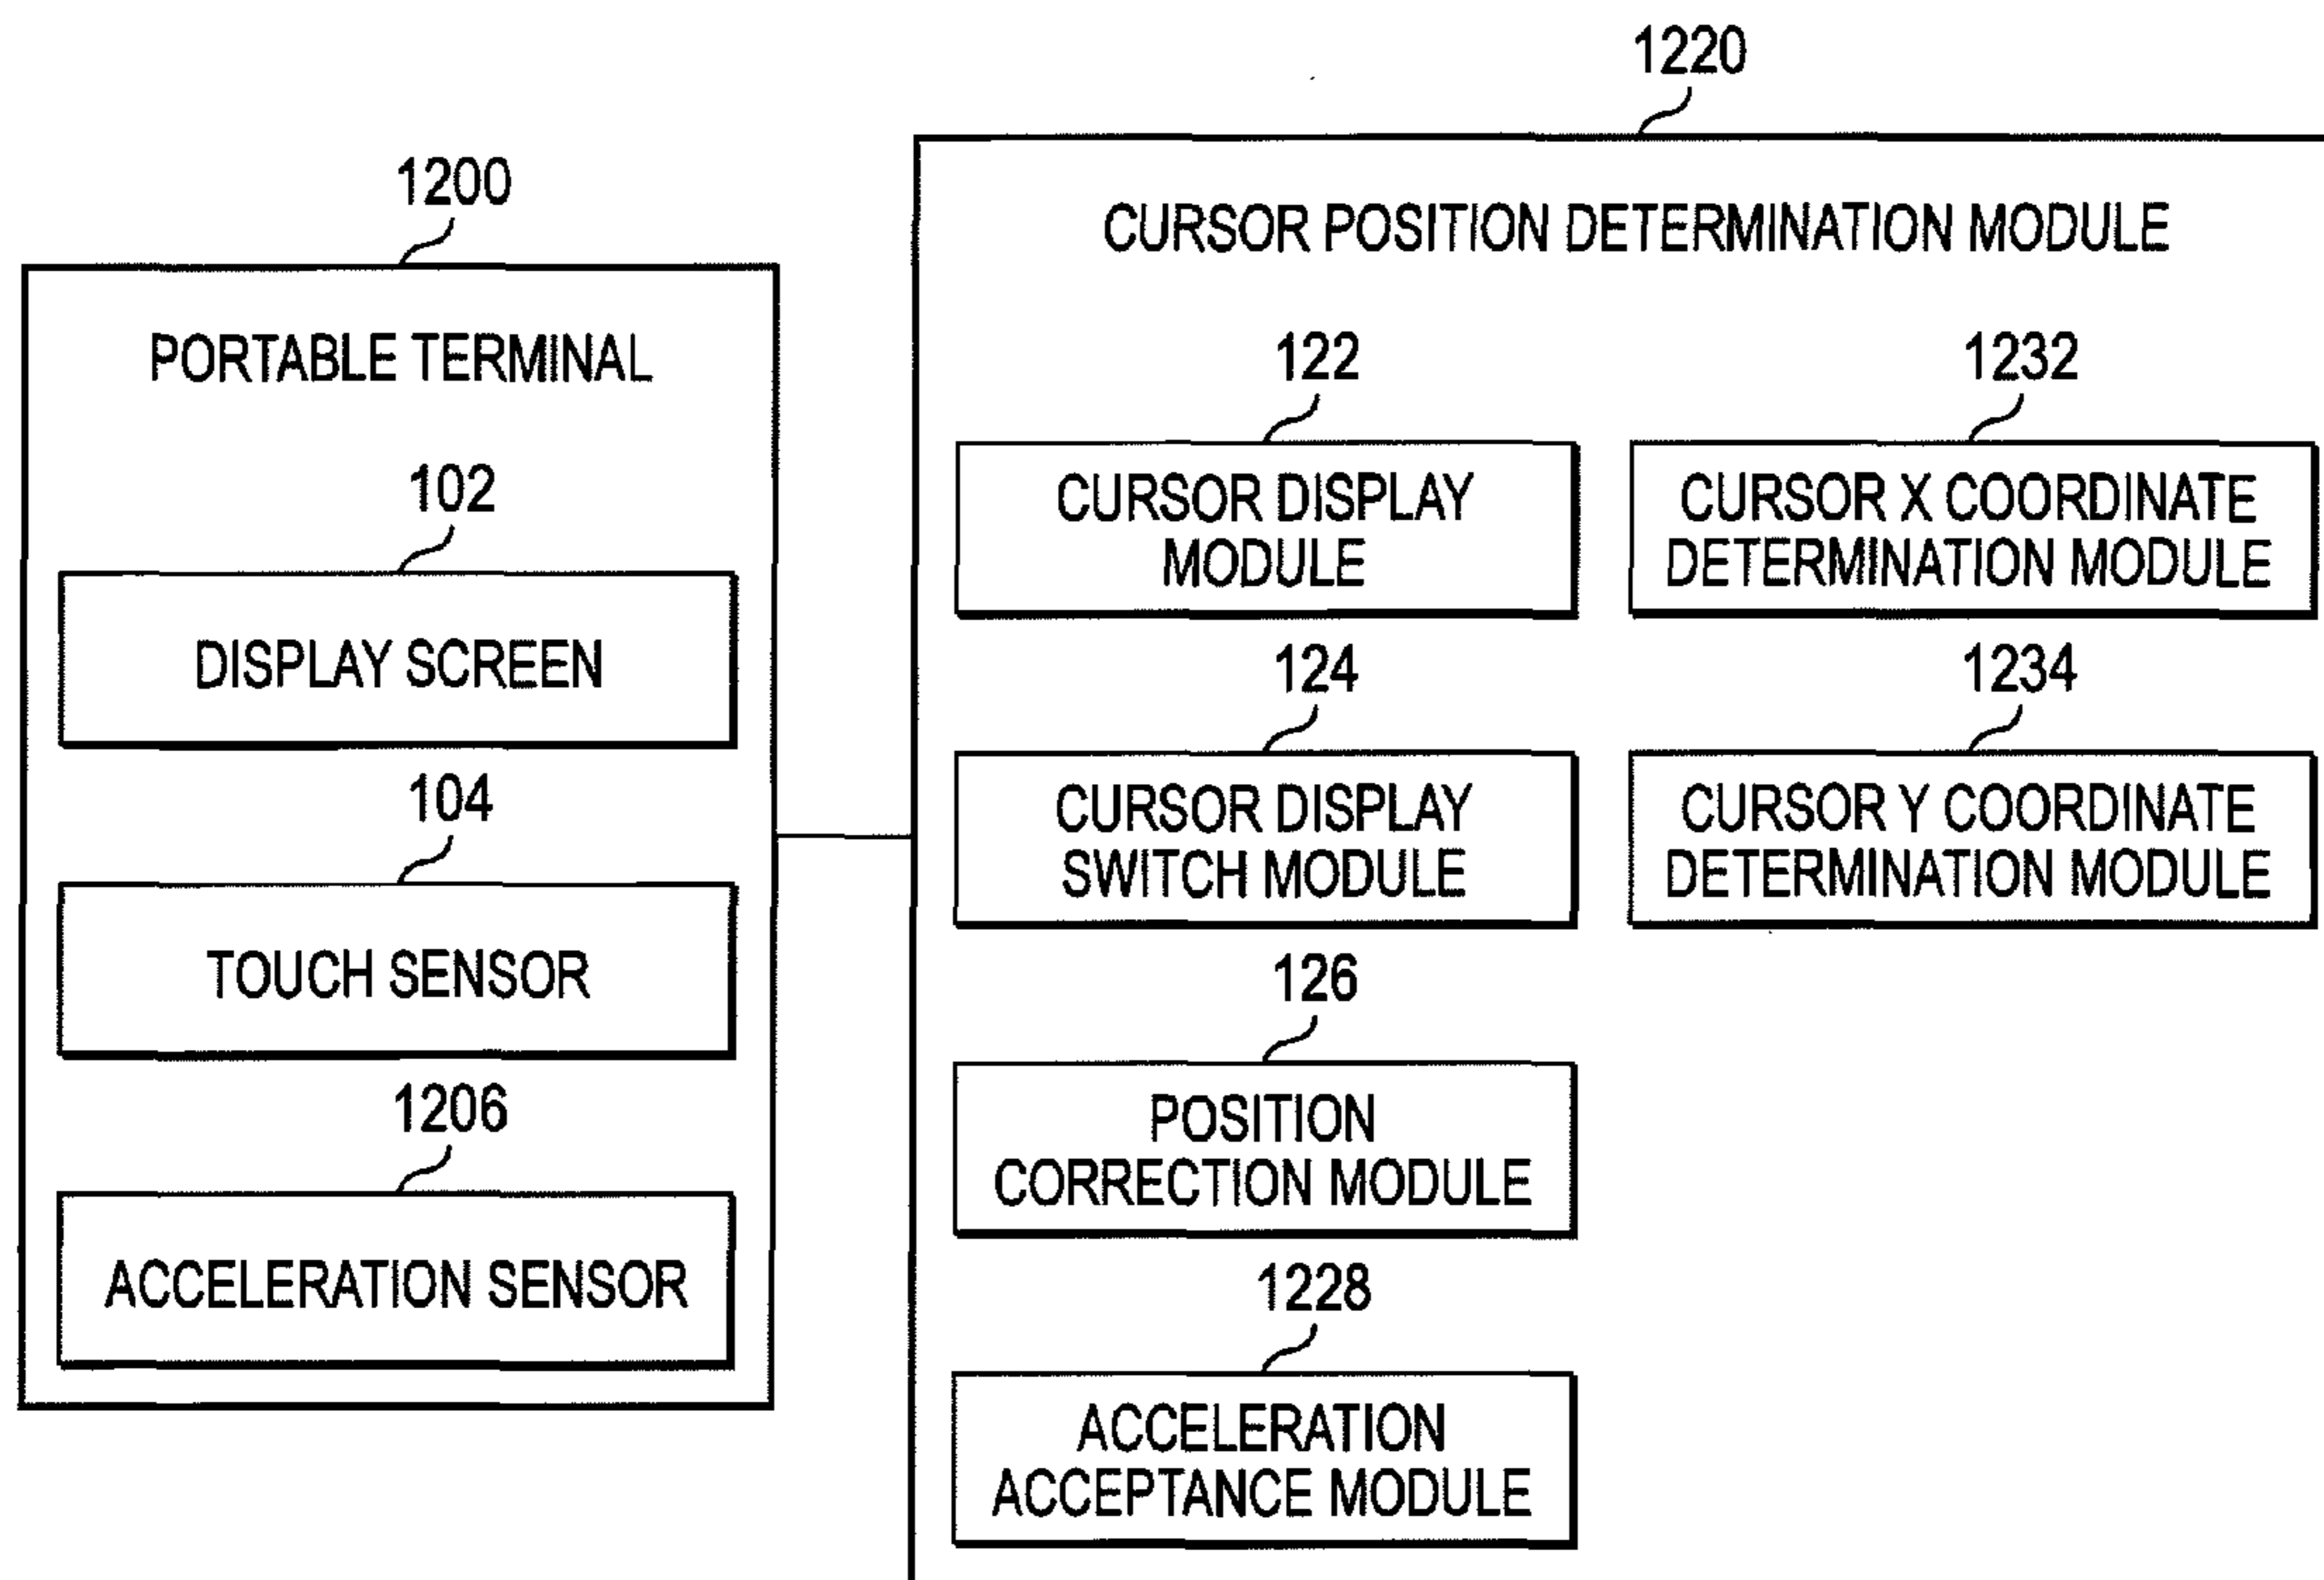 1200
PORTABLE TERMINAL
102
DISPLAY SCREEN
104
TOUCH SENSOR
1206
ACCELERATION SENSOR
1220
CURSOR POSITION DETERMINATION MODULE
122
CURSOR DISPLAY
MODULE
1232
CURSOR X COORDINATE
DETERMINATION MODULE
124
CURSOR DISPLAY
SWITCH MODULE
1234
CURSOR Y COORDINATE
DETERMINATION MODULE
126
POSITION
CORRECTION MODULE
1228
ACCELERATION
ACCEPTANCE MODULE